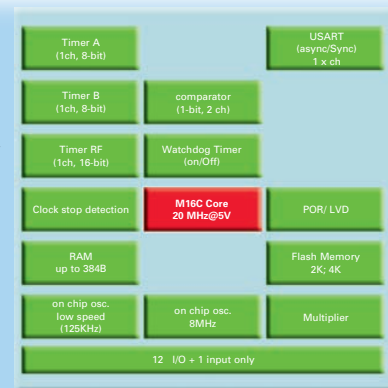 Timer A
(1ch, 8-bit)
USART
(async/Sync)
1 x ch
Timer B
(1ch, 8-bit)
comparator
(1-bit, 2 ch)
Timer RF
(1ch, 16-bit)
Watchdog Timer
(on/Off)
Clock stop detection
M16C Core
20 MHz@5V
POR/ LVD
RAM
up to 384B
Flash Memory
2K; 4K
on chip osc.
low speed
(125KHz)
on chip osc.
8MHz
Multiplier
12 I/O + 1 input only